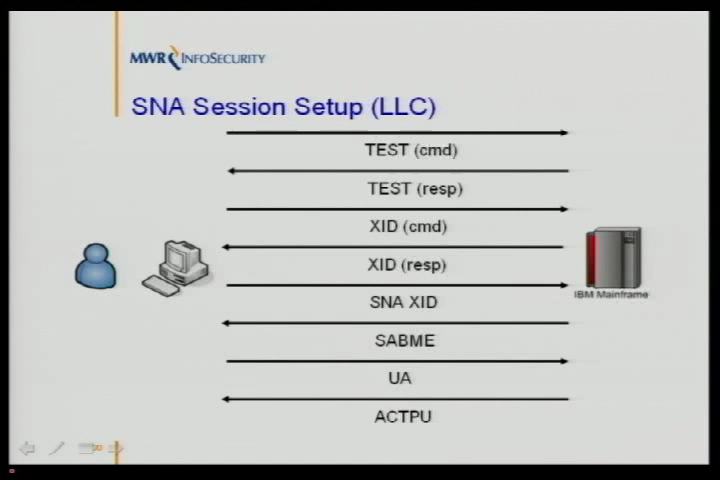 MWR INFOSECURITY
SNA Session Setup (LLC)
TEST (cmd)
TEST (resp)
XID (cmd)
XID (resp)
IBM Mainframe
SNA XID
SABME
UA
ACTPU